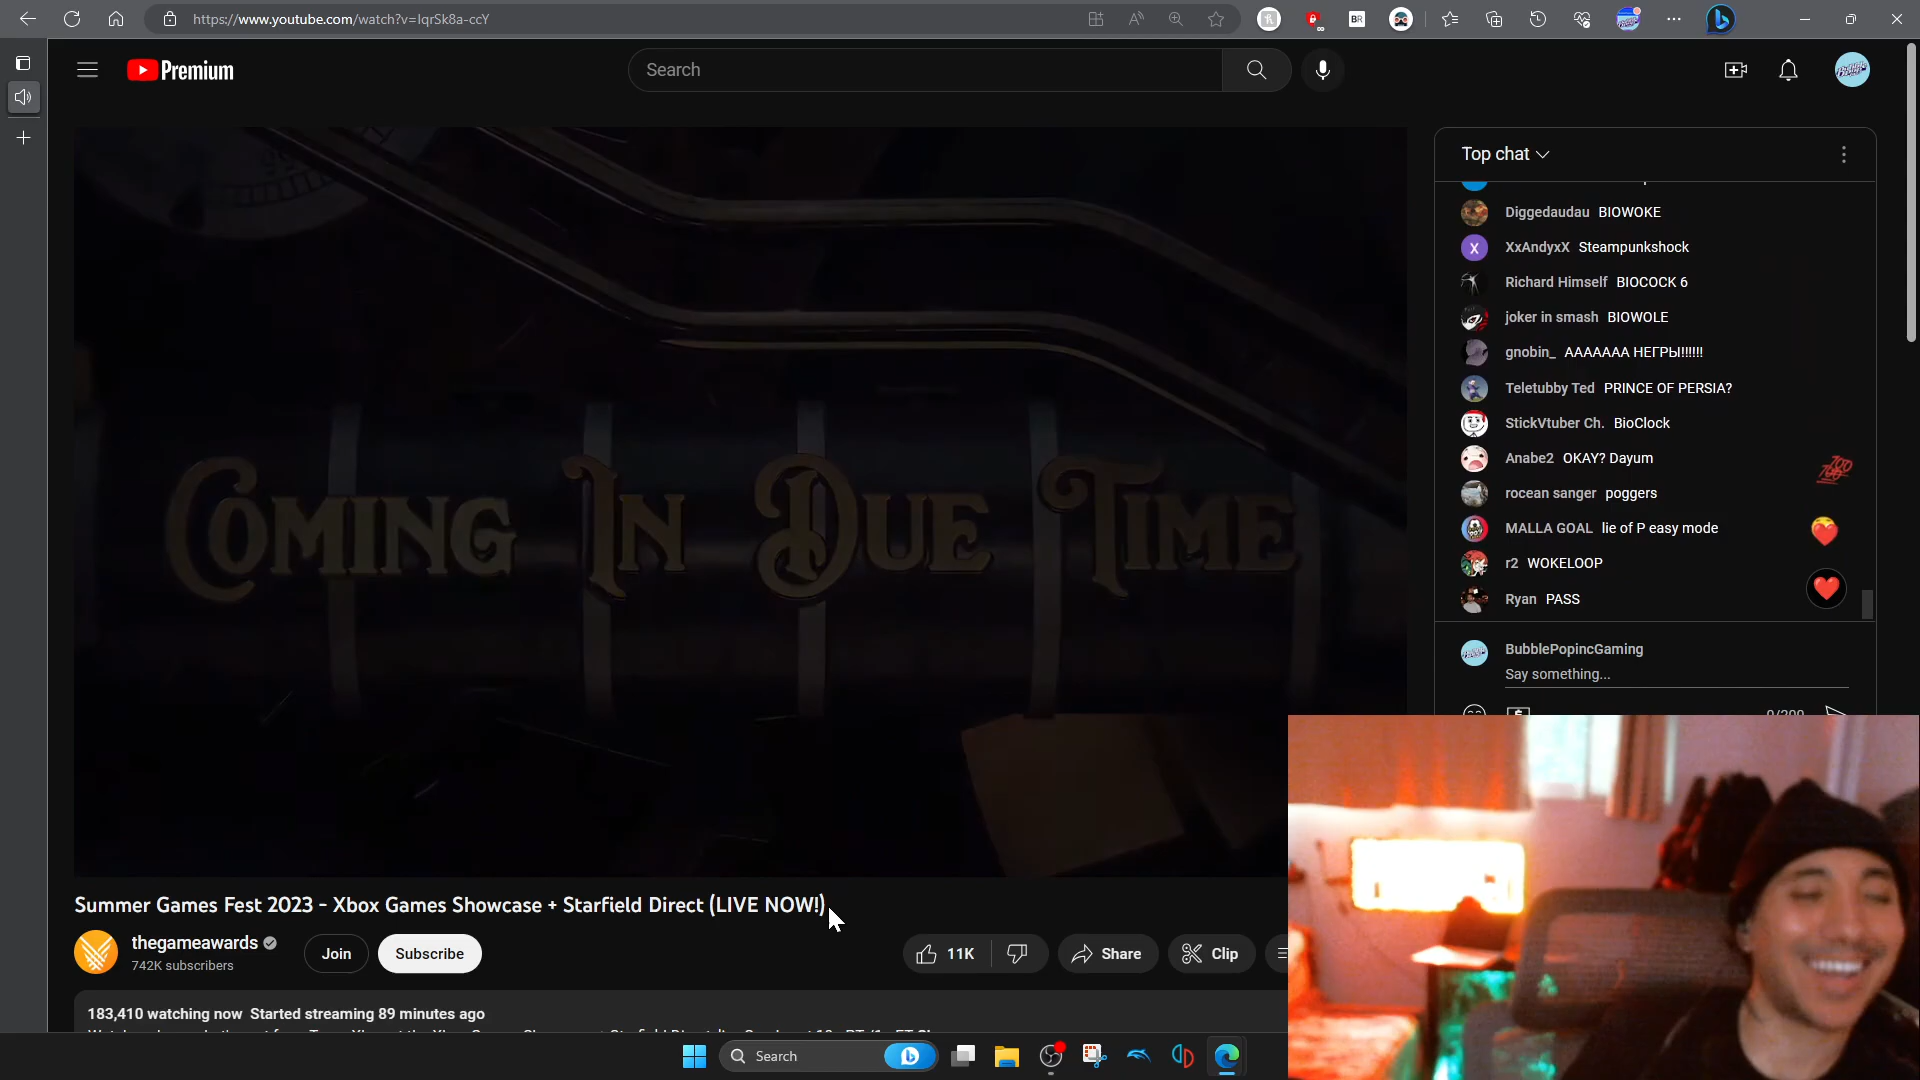 https://www.youtube.com/watch?v=IqrSk8a-ccY
BR
Premium
Search
Top chat
Diggedaudau BIOWOKE
X XxAndyxX Steampunkshock
Richard Himself BIOCOCK 6
joker in smash BIOWOLE
gnobin_ AAAAAAA НЕГРЫ!!!!!!
Teletubby Ted PRINCE OF PERSIA?
StickVtuber Ch. BioClock
Anabe2 OKAY? Dayum
rocean sanger poggers
MALLA GOAL lie of P easy mode
r2 WOKELOOP
Ryan PASS
BubblePopincGaming
Say something...
0/200
COMING IN DUE TIME
Summer Games Fest 2023 - Xbox Games Showcase + Starfield Direct (LIVE NOW!)
thegameawards
742K subscribers
Join
Subscribe
11K
Share
Clip
183,410 watching now Started streaming 89 minutes ago
Search